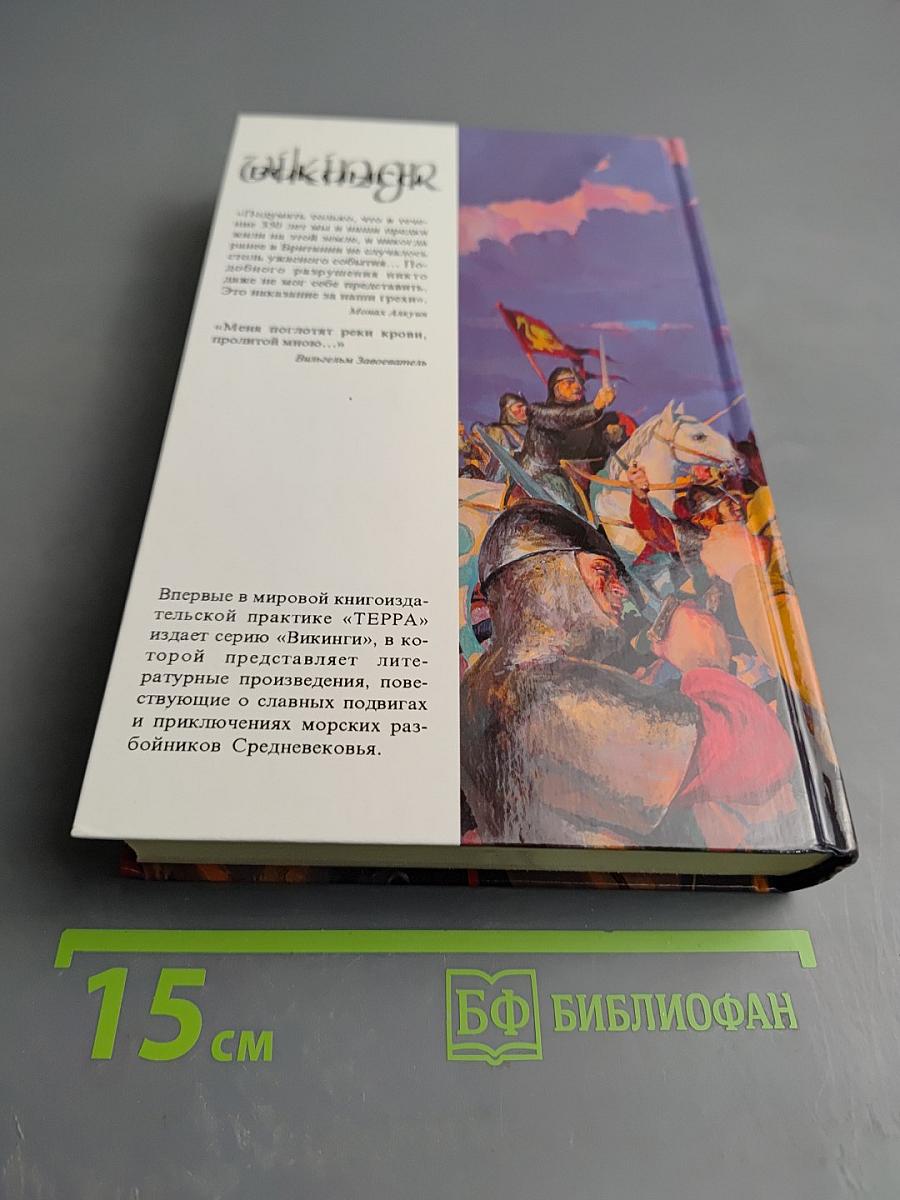 vikingr
ВИКИНГИ
«Подумать только, что в тече-
ние 350 лет мы и наши предки
жили на этой земле, и никогда
ранее в Британии не случалось
столь ужасного события... По-
добного разрушения никто
даже не мог себе представить.
Это наказание за наши грехи».
Монах Алкуин
«Меня поглотят реки крови,
пролитой мною...»
Вильгельм Завоеватель
Впервые в мировой книгоизда-
тельской практике «ТЕРРА»
издает серию «Викинги», в ко-
торой представляет лите-
ратурные произведения, пове-
ствующие о славных подвигах
и приключениях морских раз-
бойников Средневековья.
15 см
БФ БИБЛИОФАН